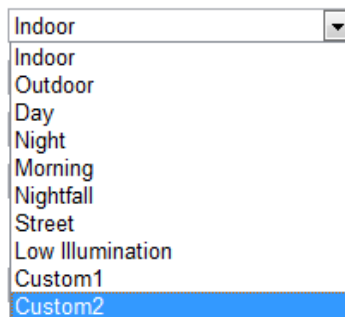 Indoor
Indoor
Outdoor
Day
Night
Morning
Nightfall
Street
Low Illumination
Custom1
Custom2